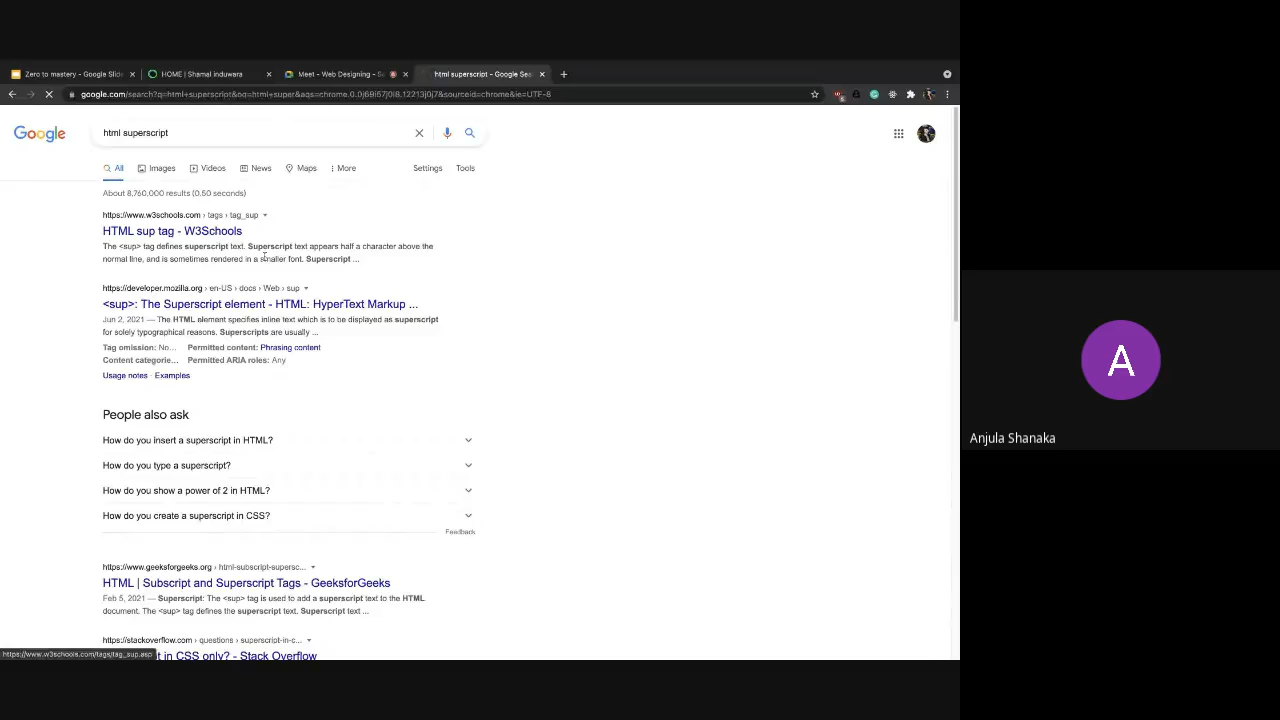 Zero to mastery - Google Slide
HOME | Shamal induwara
Meet - Web Designing - S
html superscript - Google Sea
google.com/search?q=html+superscript&oq=html+super&aqs=chrome.0.0j69i57j0l8.12213j0j7&sourceid=chrome&ie=UTF-8
Google
html superscript
All
Images
Videos
News
Maps
More
Settings
Tools
About 8,760,000 results (0.50 seconds)
https://www.w3schools.com › tags › tag_sup
HTML sup tag - W3Schools
The <sup> tag defines superscript text. Superscript text appears half a character above the
normal line, and is sometimes rendered in a smaller font. Superscript ...
https://developer.mozilla.org › en-US › docs › Web › sup
<sup>: The Superscript element - HTML: HyperText Markup ...
Jun 2, 2021 — The HTML element specifies inline text which is to be displayed as superscript
for solely typographical reasons. Superscripts are usually ...
Tag omission: No... Permitted content: Phrasing content
Content categorie... Permitted ARIA roles: Any
Usage notes · Examples
People also ask
How do you insert a superscript in HTML?
How do you type a superscript?
How do you show a power of 2 in HTML?
How do you create a superscript in CSS?
Feedback
https://www.geeksforgeeks.org › html-subscript-supersc...
HTML | Subscript and Superscript Tags - GeeksforGeeks
Feb 5, 2021 — Superscript: The <sup> tag is used to add a superscript text to the HTML
document. The <sup> tag defines the superscript text. Superscript text ...
https://stackoverflow.com › questions › superscript-in-c...
t in CSS only? - Stack Overflow
https://www.w3schools.com/tags/tag_sup.asp
A
Anjula Shanaka